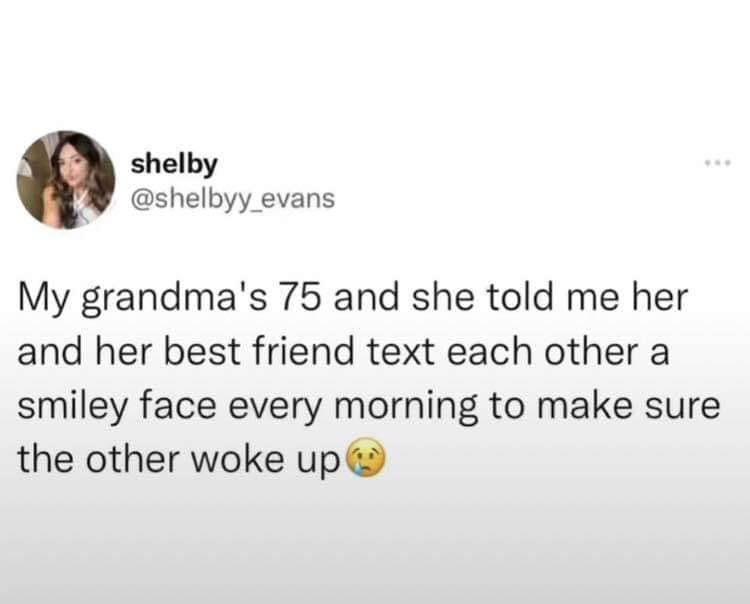 shelby
@shelbyy_evans
My grandma's 75 and she told me her
and her best friend text each other a
smiley face every morning to make sure
the other woke up😢